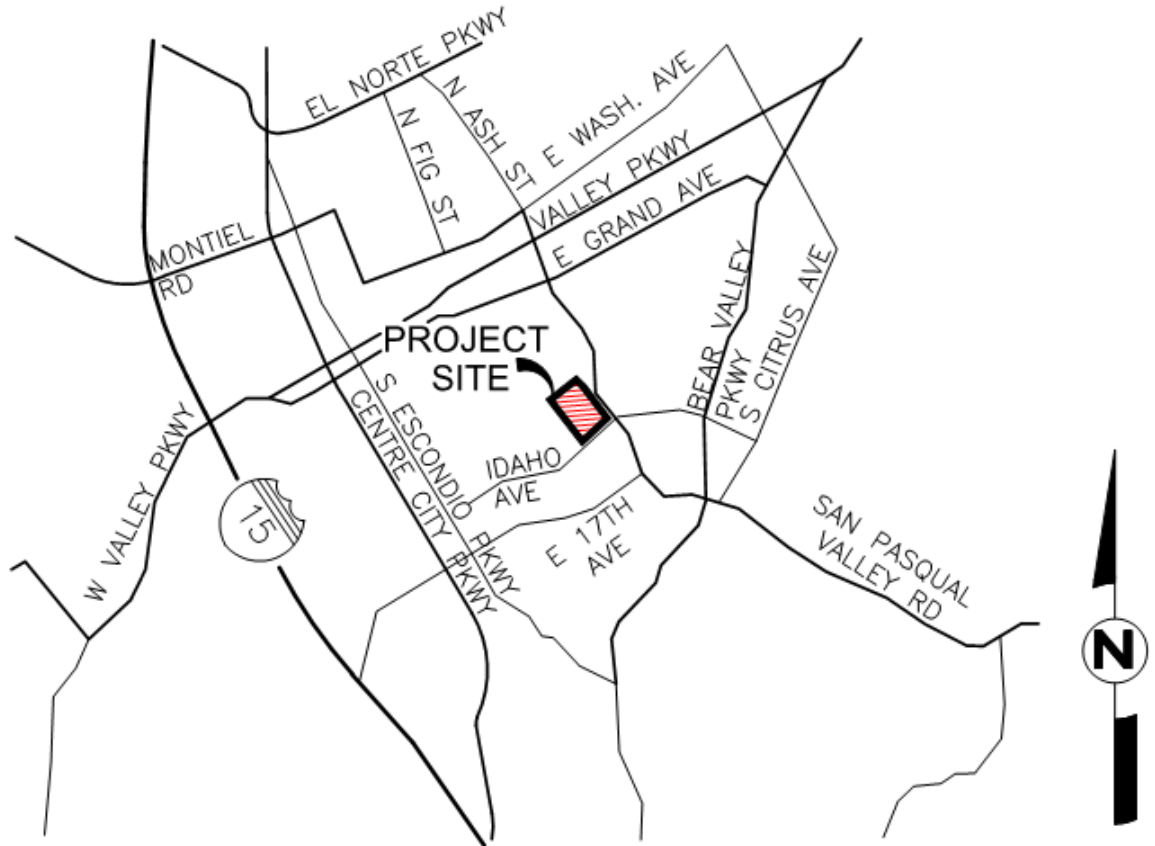 EL NORTE PKWY
N ASH ST
N FIG ST
E WASH. AVE
VALLEY PKWY
E GRAND AVE
MONTIEL
RD
PROJECT
SITE
BEAR VALLEY
PKWY
S CITRUS AVE
S ESCONDIO PKWY
CENTRE CITY PKWY
W VALLEY PKWY
IDAHO
AVE
15
E 17TH
AVE
SAN PASQUAL
VALLEY RD
N